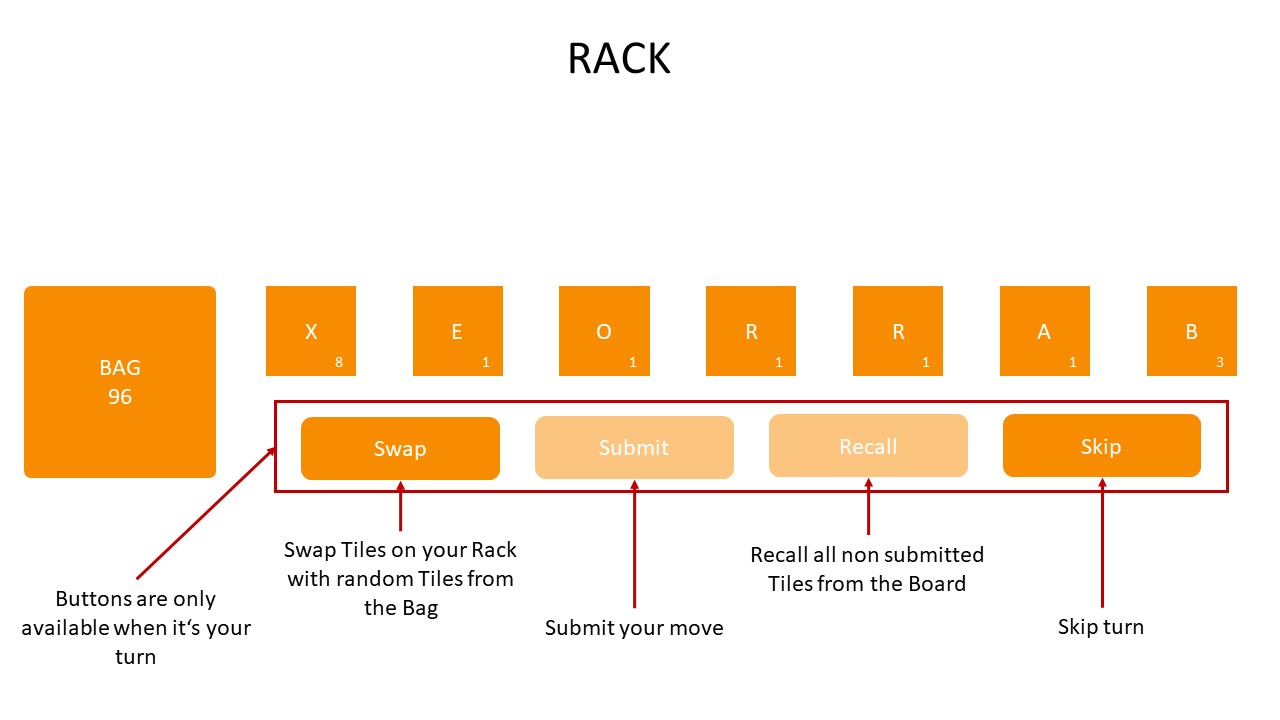 RACK
BAG
96
X
8
E
1
O
1
R
1
R
1
A
1
B
3
Swap
Submit
Recall
Skip
Swap Tiles on your Rack
with random Tiles from
the Bag
Recall all non submitted
Tiles from the Board
Buttons are only
available when it‘s your
turn
Submit your move
Skip turn